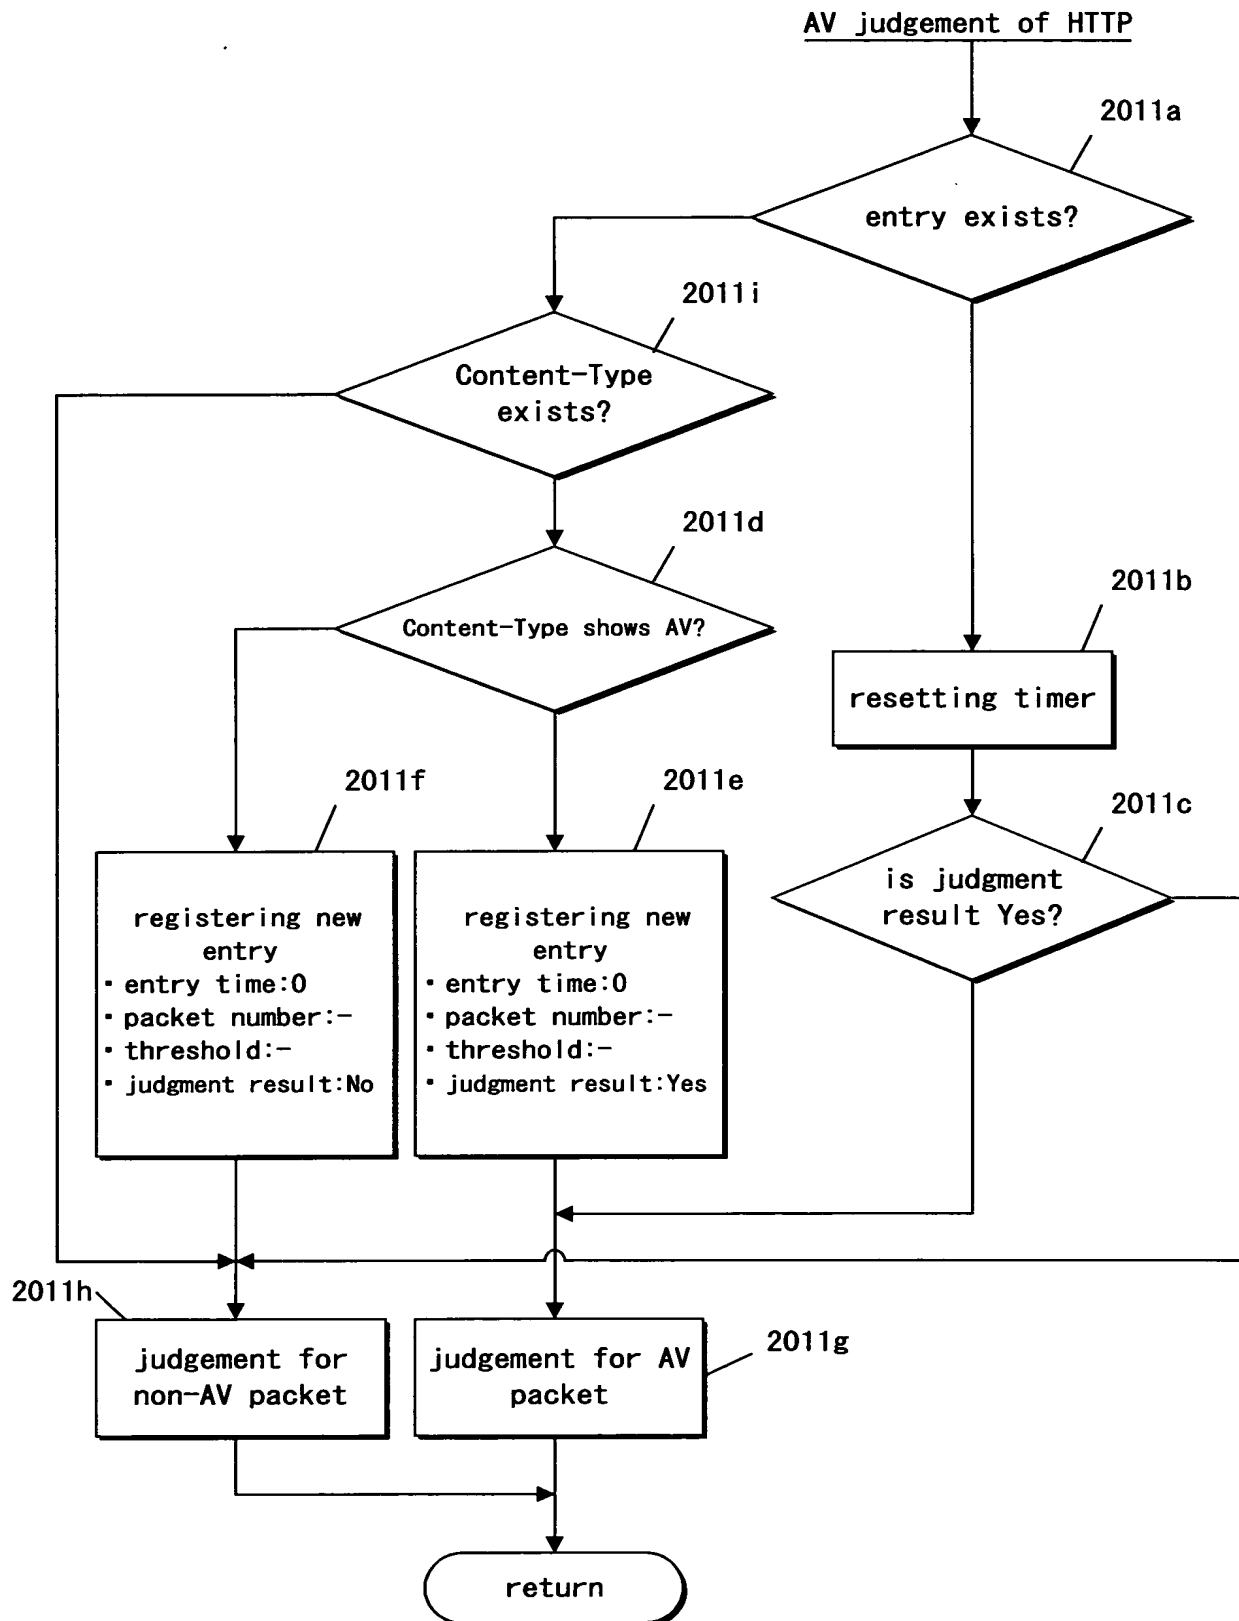 AV judgement of HTTP
2011a
entry exists?
2011i
Content-Type
exists?
2011d
Content-Type shows AV?
2011b
resetting timer
2011f
2011e
2011c
is judgment
result Yes?
registering new
entry
▪ entry time:0
▪ packet number:−
▪ threshold:−
▪ judgment result:No
registering new
entry
▪ entry time:0
▪ packet number:−
▪ threshold:−
▪ judgment result:Yes
2011h
judgement for
non−AV packet
judgement for AV
packet
2011g
return